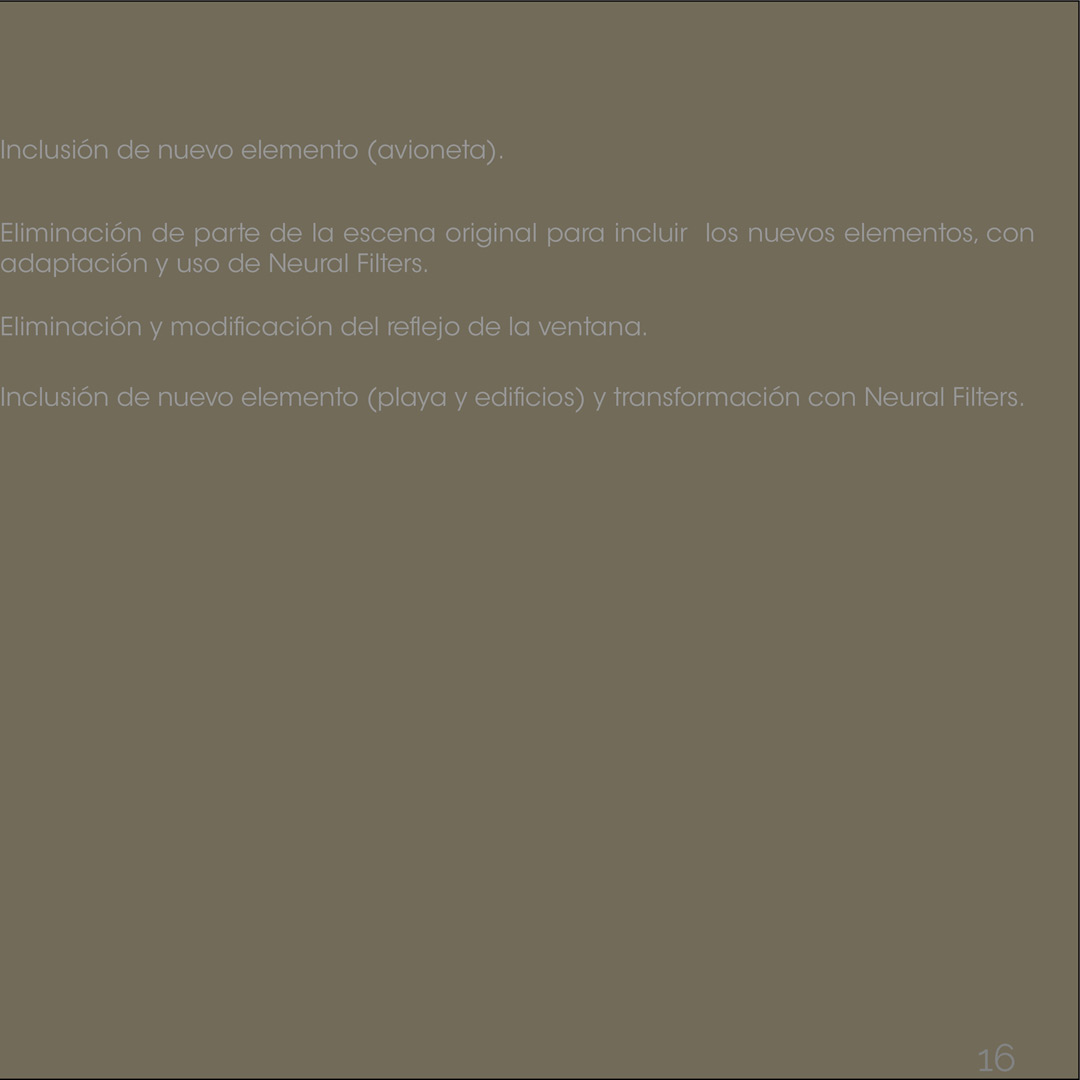 Inclusión de nuevo elemento (avioneta).
Eliminación de parte de la escena original para incluir  los nuevos elementos, con
adaptación y uso de Neural Filters.
Eliminación y modificación del reflejo de la ventana.
Inclusión de nuevo elemento (playa y edificios) y transformación con Neural Filters.
16